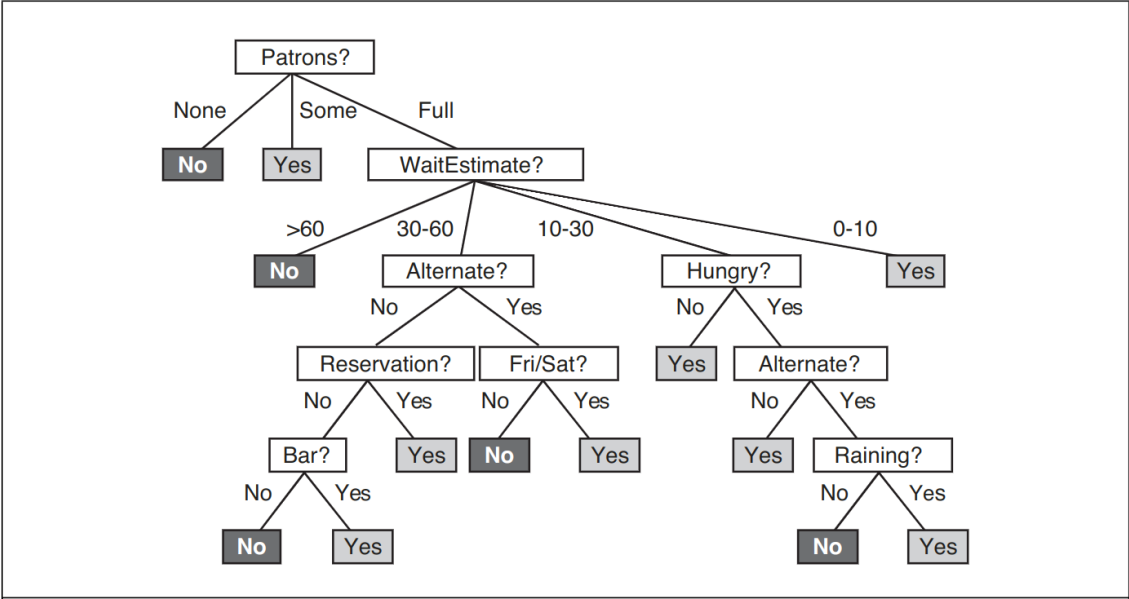 Patrons?
None Some Full
No Yes WaitEstimate?
>60 30-60 10-30 0-10
No Alternate? Hungry? Yes
No Yes No Yes
Reservation? Fri/Sat? Yes Alternate?
No Yes No Yes No Yes
Bar? Yes No Yes Yes Raining?
No Yes No Yes
No Yes No Yes